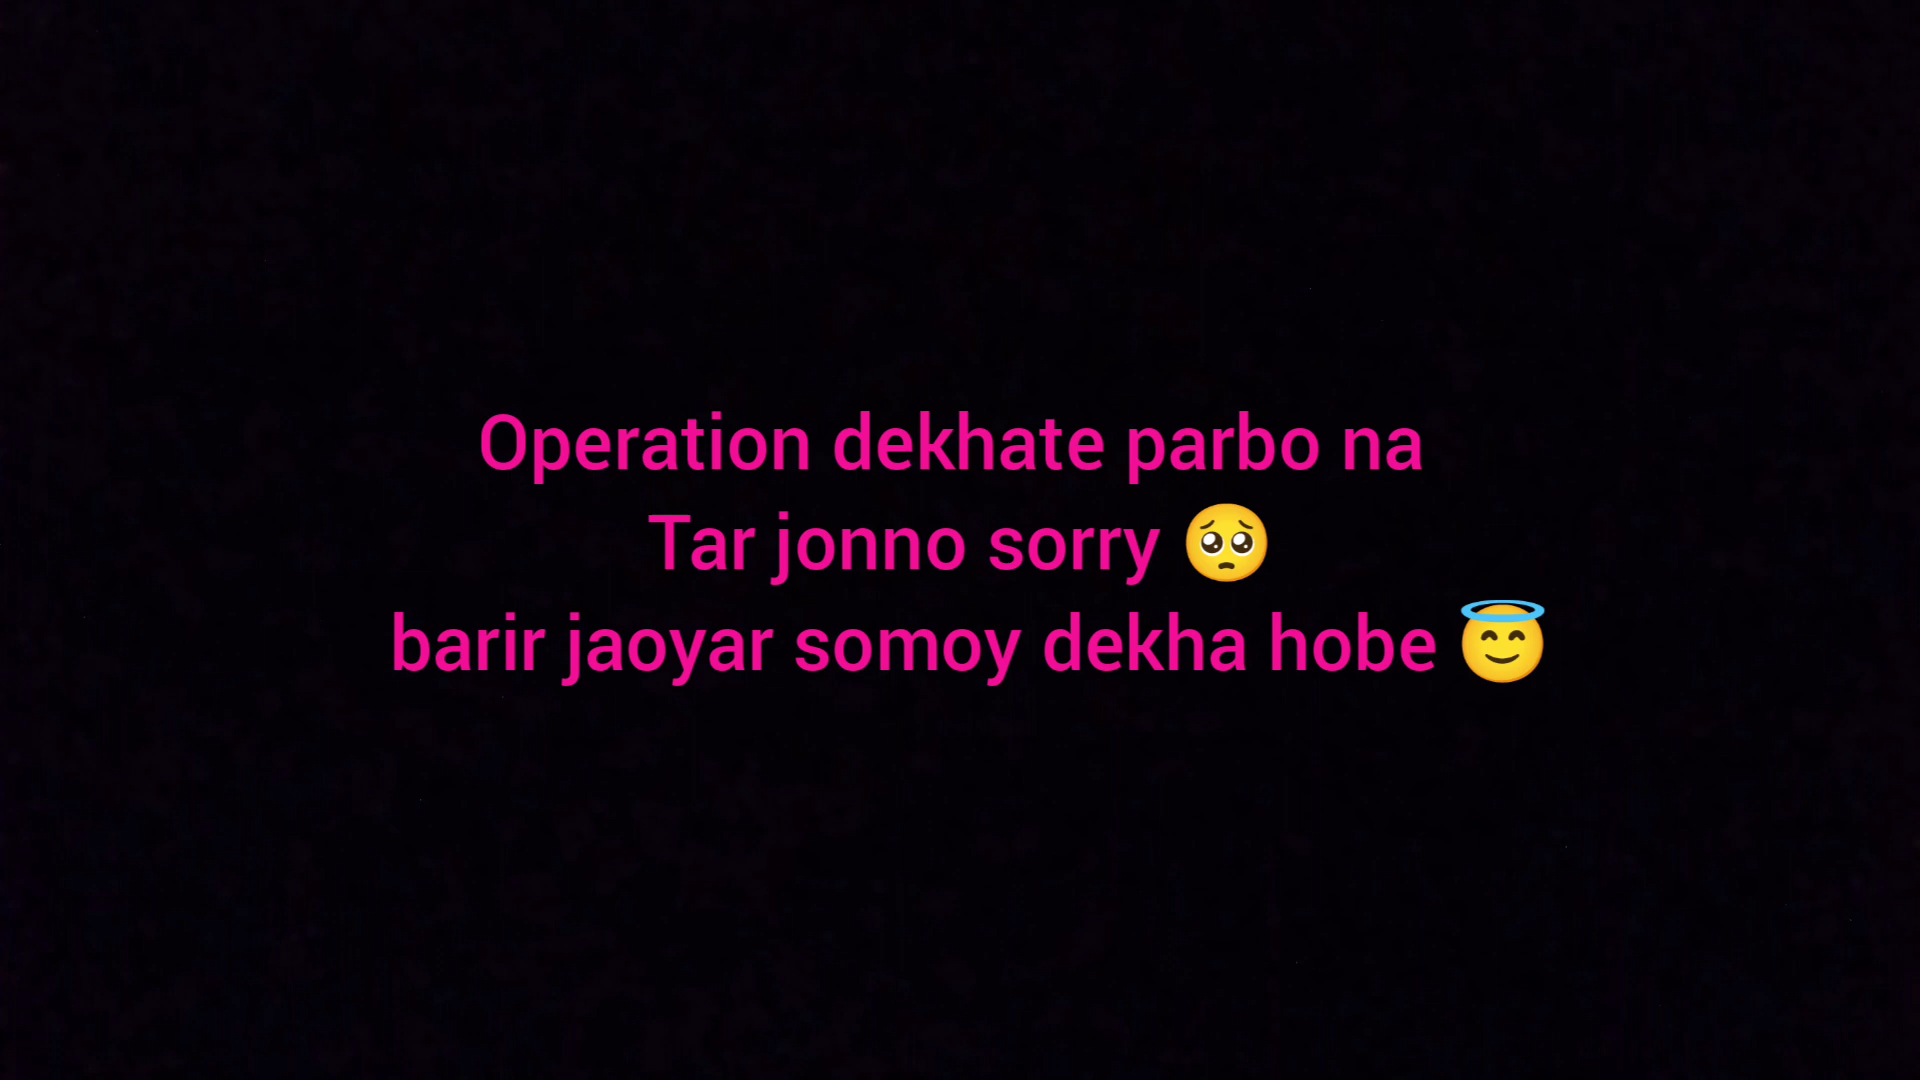 Operation dekhate parbo na
Tar jonno sorry 🥺
barir jaoyar somoy dekha hobe 😇